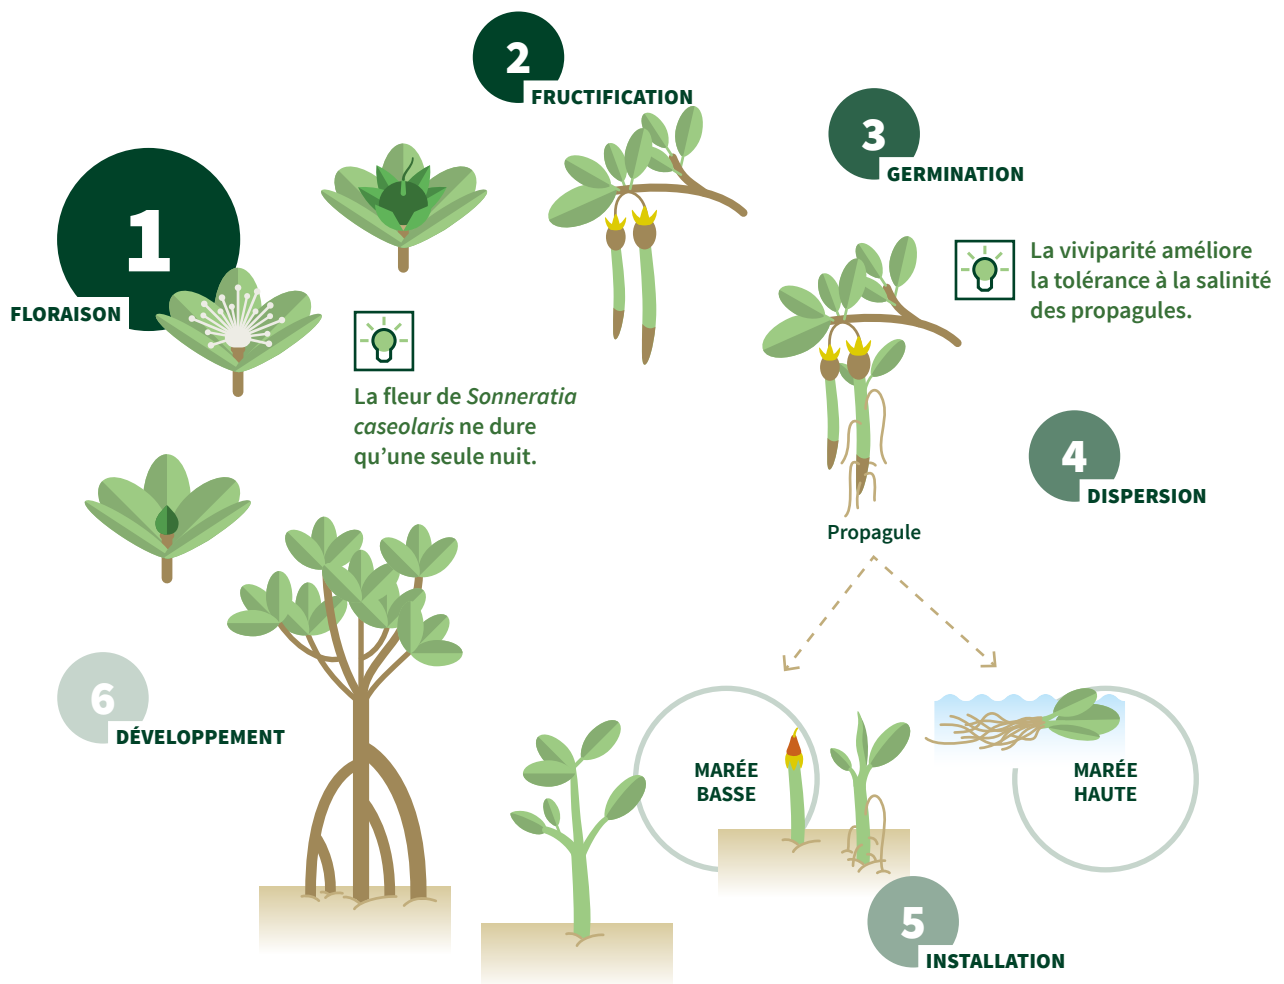 1
FLORAISON
La fleur de Sonneratia
caseolaris ne dure
qu’une seule nuit.
2
FRUCTIFICATION
3
GERMINATION
La viviparité améliore
la tolérance à la salinité
des propagules.
4
DISPERSION
Propagule
MARÉE
BASSE
MARÉE
HAUTE
5
INSTALLATION
6
DÉVELOPPEMENT